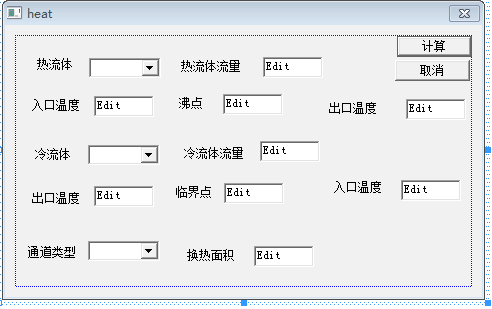 heat
计算
热流体 热流体流量 Edit
取消
入口温度 Edit 沸点 Edit 出口温度 Edit
冷流体 冷流体流量 Edit
出口温度 Edit 临界点 Edit 入口温度 Edit
通道类型 换热面积 Edit